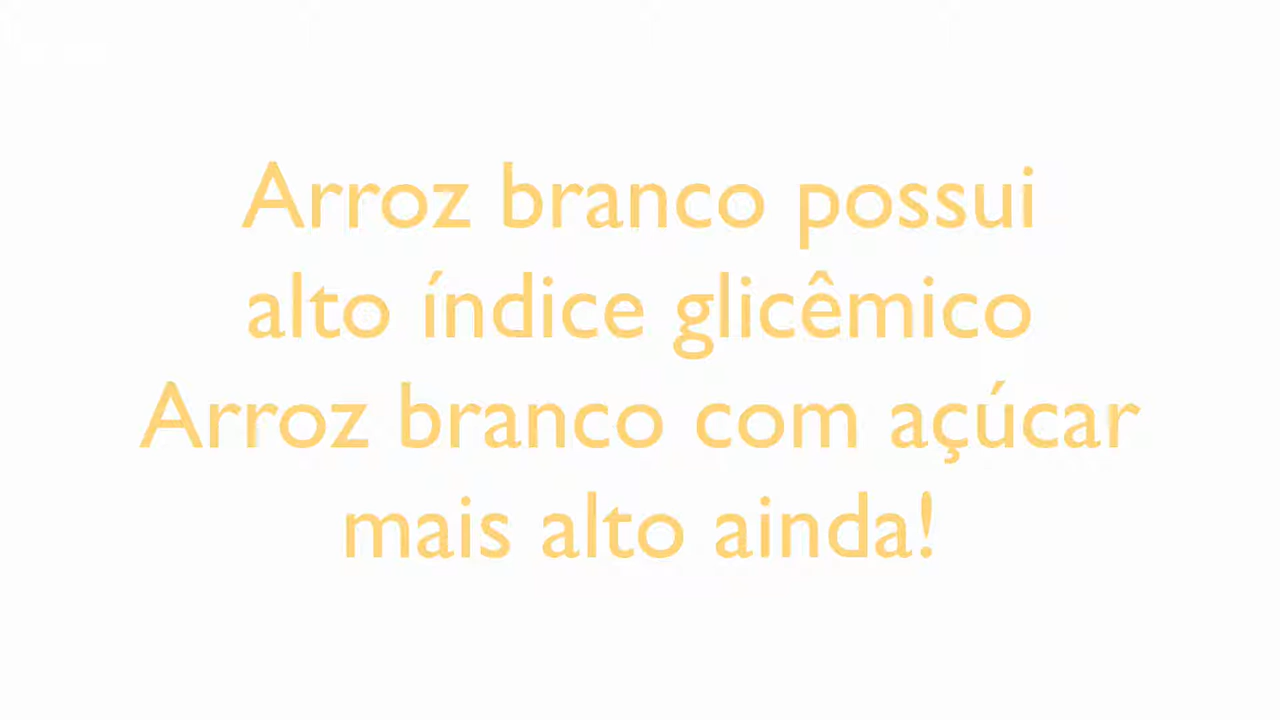 Arroz branco possui
alto índice glicêmico
Arroz branco com açúcar
mais alto ainda!